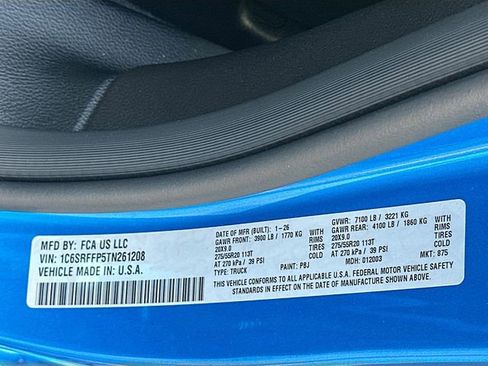 MFD BY: FCA US LLC
VIN: 1C6SRFFP5TN261208
VEHICLE MADE IN: U.S.A.
DATE OF MFR (BUILT): 1-26
GAWR FRONT: 3900 LB / 1770 KG
20X9.0
275/55R20 113T
AT 270 kPa / 39 PSI
TYPE: TRUCK
TIRES
COLD
GVWR: 7100 LB / 3221 KG
GAWR REAR: 4100 LB / 1860 KG
20X9.0
275/55R20 113T
AT 270 kPa / 39 PSI
TIRES
COLD
PAINT: PBJ
MDH: 012003
MKT: 875
THIS VEHICLE CONFORMS TO ALL APPLICABLE FEDERAL MOTOR VEHICLE
SAFETY STANDARDS IN EFFECT ON THE
DATE OF MANUFACTURE SHOWN ABOVE.